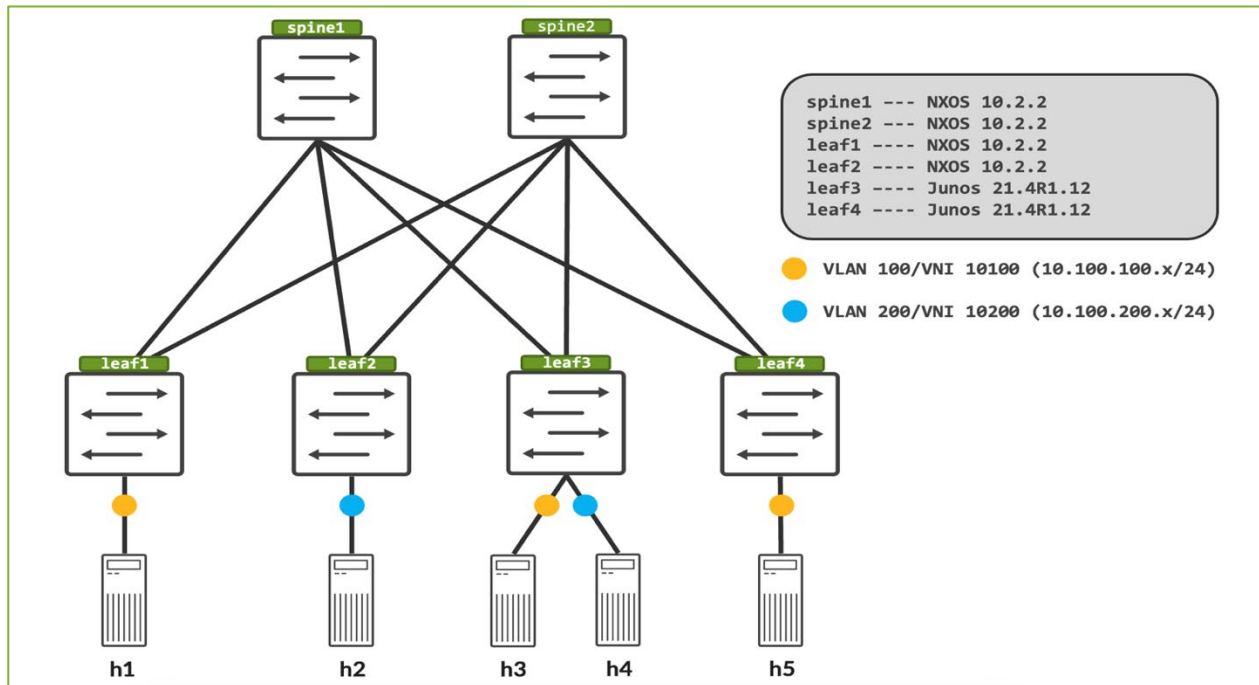 spine1
spine2
spine1 --- NXOS 10.2.2
spine2 --- NXOS 10.2.2
leaf1 ---- NXOS 10.2.2
leaf2 ---- NXOS 10.2.2
leaf3 ---- Junos 21.4R1.12
leaf4 ---- Junos 21.4R1.12
VLAN 100/VNI 10100 (10.100.100.x/24)
VLAN 200/VNI 10200 (10.100.200.x/24)
leaf1
leaf2
leaf3
leaf4
h1
h2
h3
h4
h5